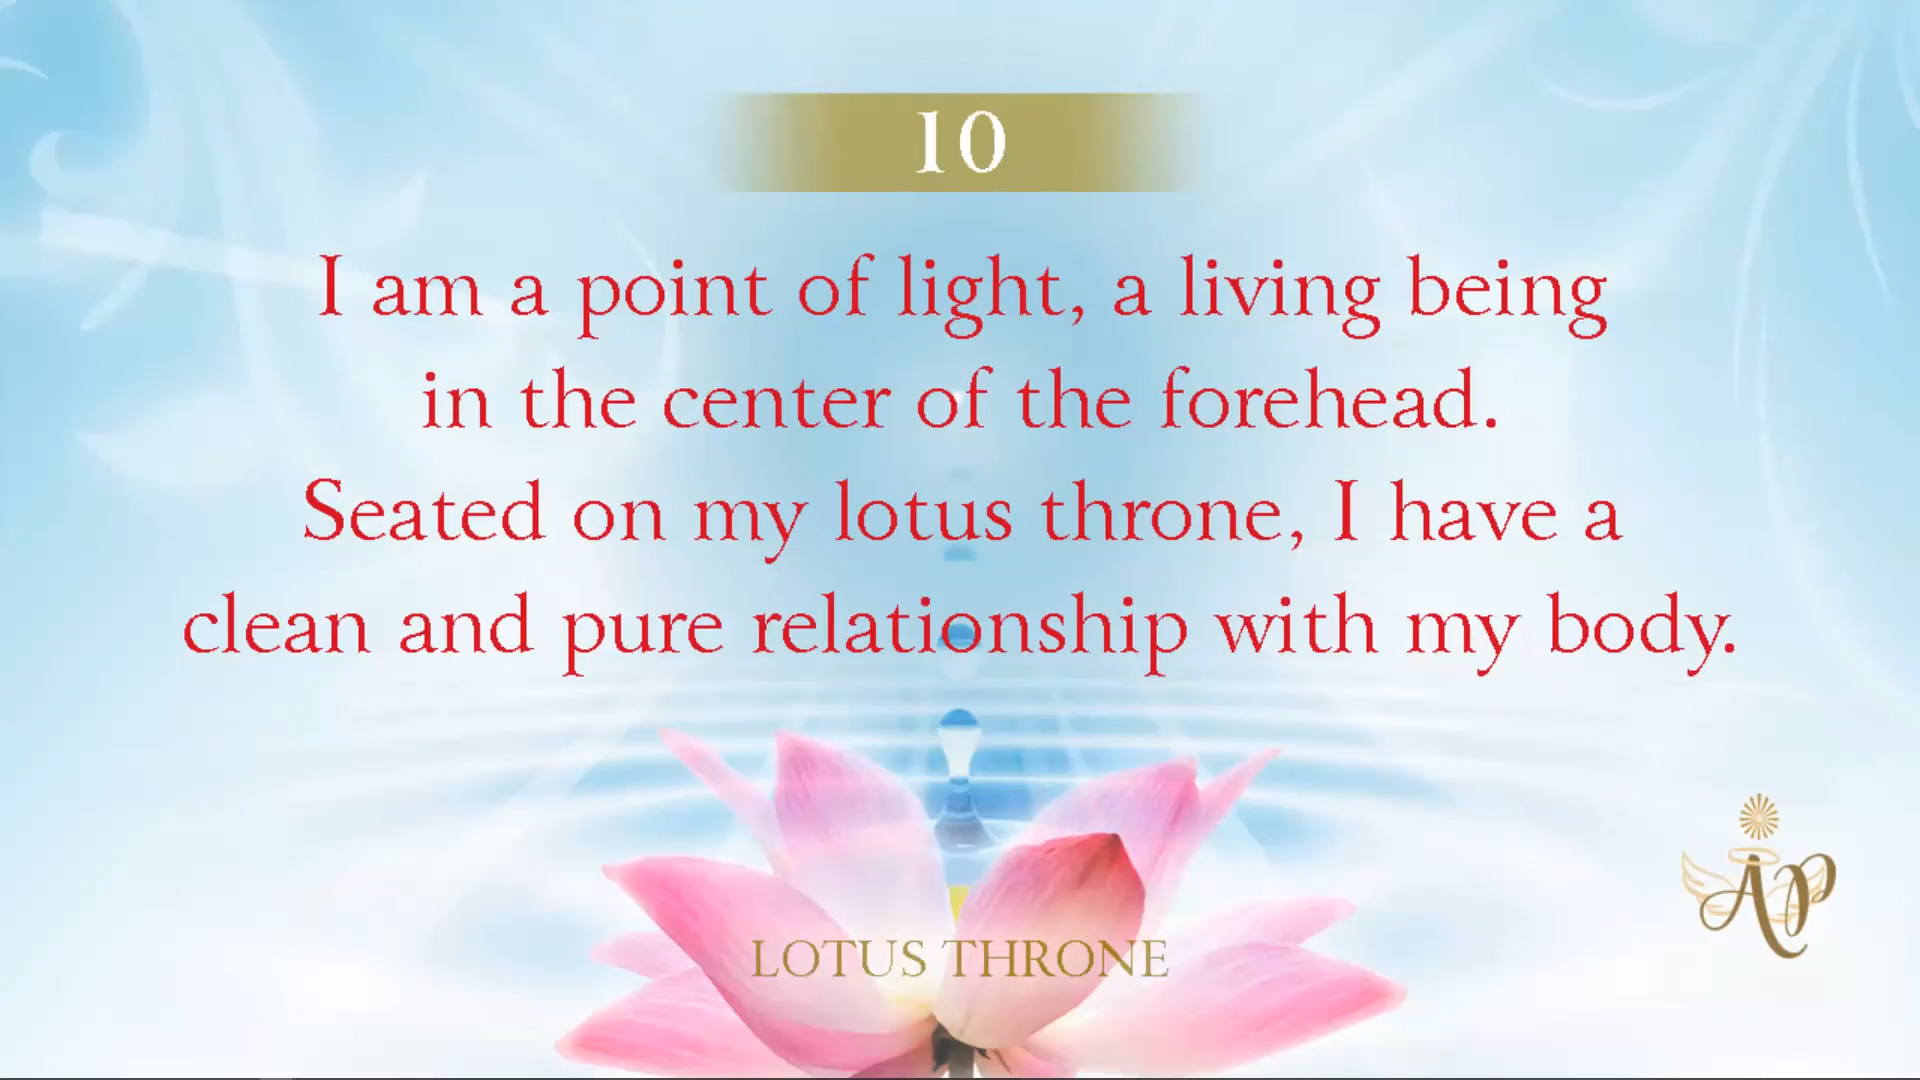 10
I am a point of light, a living being
in the center of the forehead.
Seated on my lotus throne, I have a
clean and pure relationship with my body.
LOTUS THRONE
AP